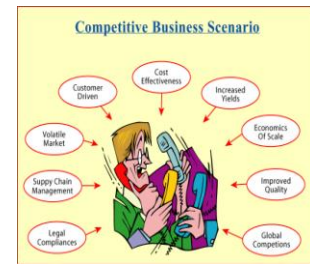 Competitive Business Scenario
Cost
Effectiveness
Customer
Driven
Increased
Yields
Volatile
Market
Economics
Of Scale
Suppy Chain
Management
Improved
Quality
Legal
Compliances
Global
Competions